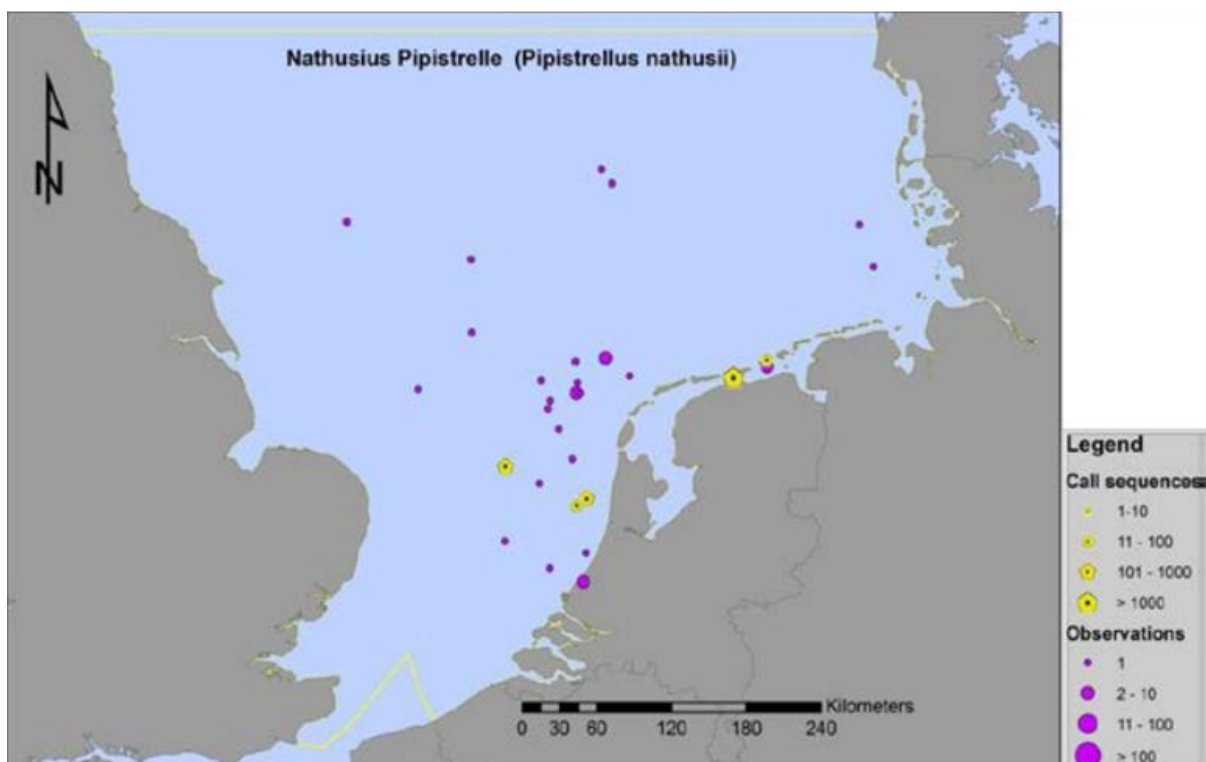 Nathusius Pipistrelle (Pipistrellus nathusii)
N
Kilometers
0 30 60 120 180 240
Legend
Call sequences
1-10
11 - 100
101 - 1000
> 1000
Observations
1
2 - 10
11 - 100
> 100